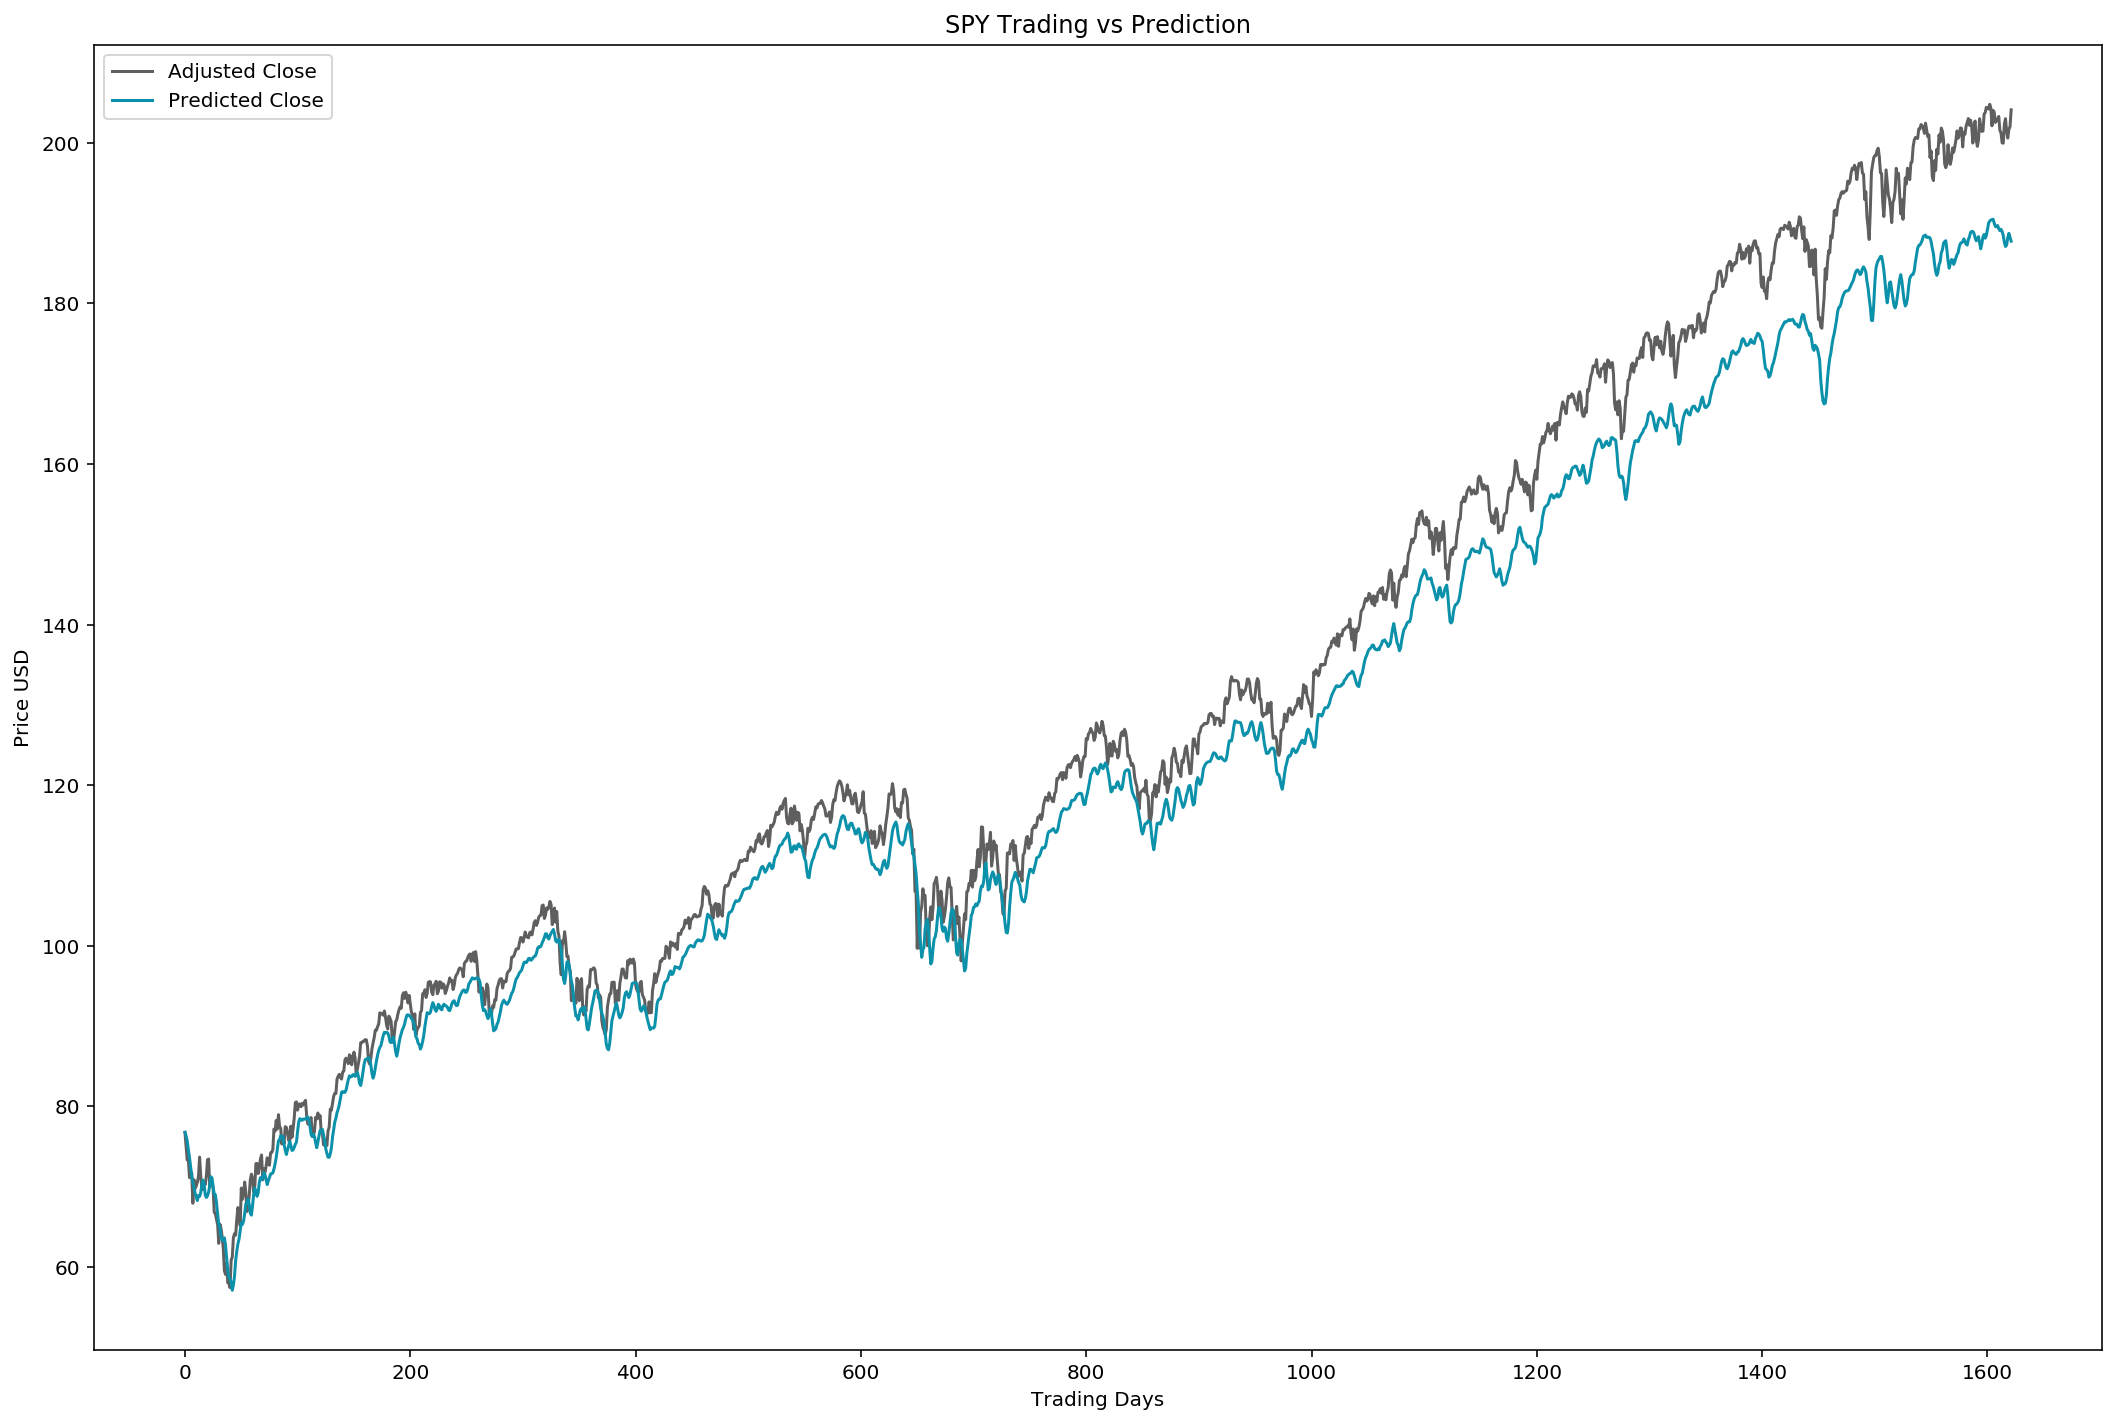 SPY Trading vs Prediction
Adjusted Close
Predicted Close
Price USD
200
180
160
140
120
100
80
60
0 200 400 600 800 1000 1200 1400 1600
Trading Days